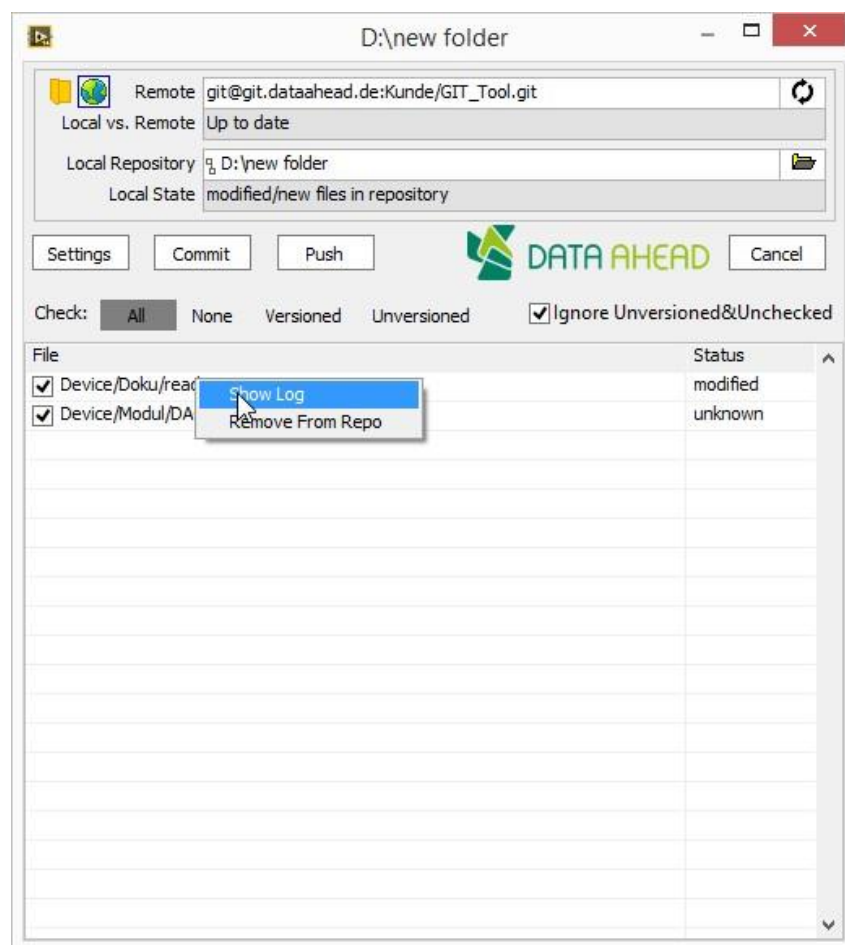 D:\new folder
Remote git@git.dataahead.de:Kunde/GIT_Tool.git
Local vs. Remote Up to date
Local Repository D:\new folder
Local State modified/new files in repository
Settings Commit Push DATA AHEAD Cancel
Check: All None Versioned Unversioned Ignore Unversioned&Unchecked
File Status
Device/Doku/read modified
Show Log
Device/Modul/DA unknown
Remove From Repo